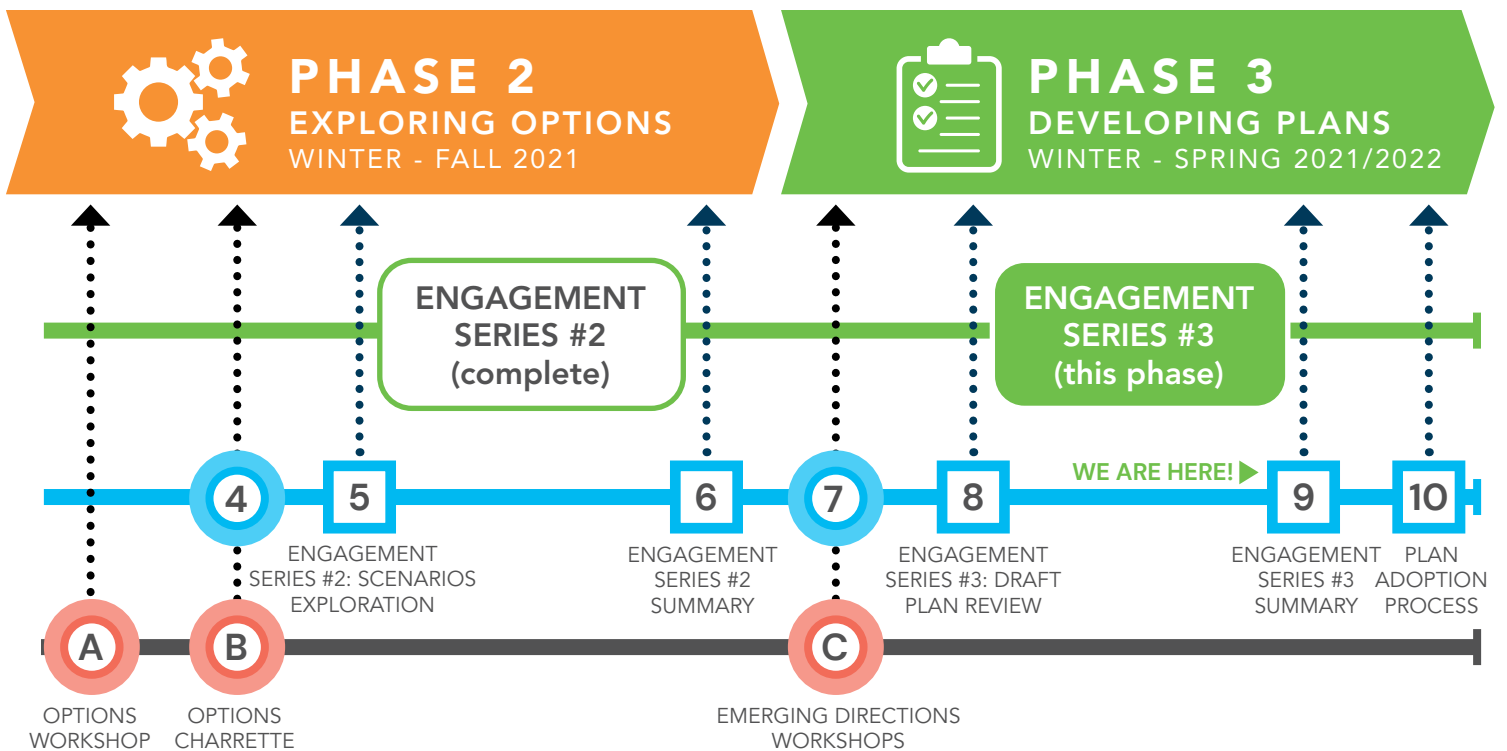 PHASE 2
EXPLORING OPTIONS
WINTER - FALL 2021
PHASE 3
DEVELOPING PLANS
WINTER - SPRING 2021/2022
ENGAGEMENT
SERIES #2
(complete)
ENGAGEMENT
SERIES #3
(this phase)
WE ARE HERE!
4
5
6
7
8
9
10
ENGAGEMENT
SERIES #2: SCENARIOS
EXPLORATION
ENGAGEMENT
SERIES #2
SUMMARY
ENGAGEMENT
SERIES #3: DRAFT
PLAN REVIEW
ENGAGEMENT
SERIES #3
SUMMARY
PLAN
ADOPTION
PROCESS
A
B
C
OPTIONS
WORKSHOP
OPTIONS
CHARRETTE
EMERGING DIRECTIONS
WORKSHOPS